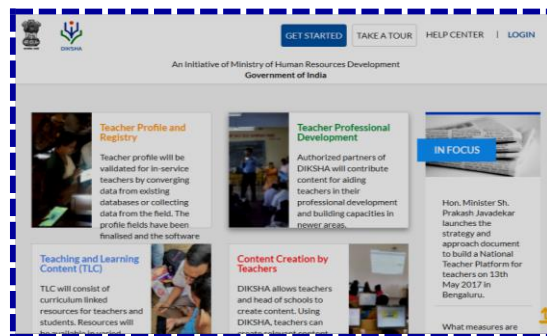 DIKSHA
GET STARTED
TAKE A TOUR
HELP CENTER | LOGIN
An Initiative of Ministry of Human Resources Development
Government of India
Teacher Profile and
Registry
Teacher profile will be
validated for in-service
teachers by converging
data from existing
databases or collecting
data from the field. The
profile fields have been
finalised and the software
Teacher Professional
Development
Authorized partners of
DIKSHA will contribute
content for aiding
teachers in their
professional development
and building capacities in
newer areas.
IN FOCUS
Hon. Minister Sh.
Prakash Javadekar
launches the
strategy and
approach document
to build a National
Teacher Platform for
teachers on 13th
May 2017 in
Bengaluru.
What measures are
Teaching and Learning
Content (TLC)
TLC will consist of
curriculum linked
resources for teachers and
students. Resources will
Content Creation by
Teachers
DIKSHA allows teachers
and head of schools to
create content. Using
DIKSHA, teachers can
1